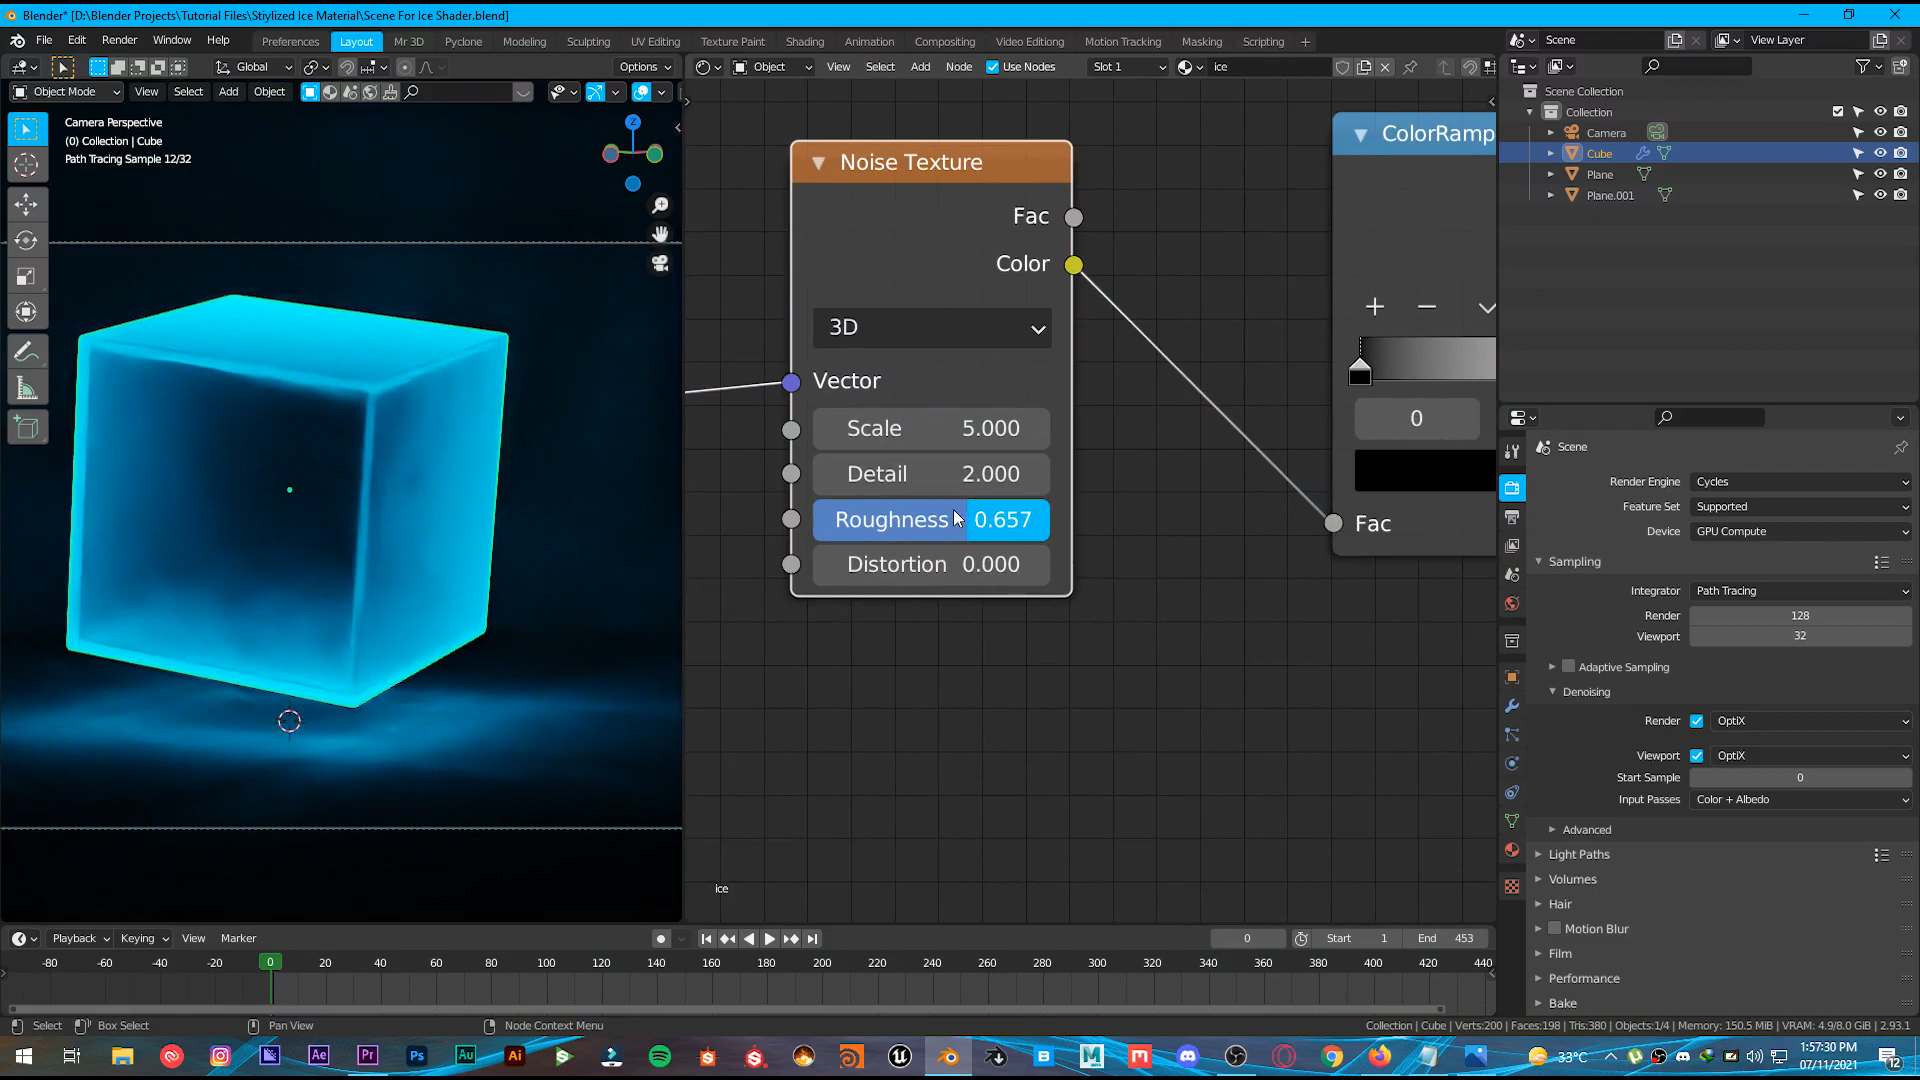 Blender* [D:\Blender Projects\Tutorial Files\Stiylized Ice Material\Scene For Ice Shader.blend]
File Edit Render Window Help Preferences Layout Mr 3D Pyclone Modeling Sculpting UV Editing Texture Paint Shading Animation Compositing Video Editing Motion Tracking Masking Scripting + Scene View Layer
Global Options Object View Select Add Node Use Nodes Slot 1 ice
Object Mode View Select Add Object
Scene Collection
Collection
Camera
Cube
Plane
Plane.001
Camera Perspective
(0) Collection | Cube
Path Tracing Sample 12/32
Z
Noise Texture
Fac
Color
3D
Vector
Scale 5.000
Detail 2.000
Roughness 0.657
Distortion 0.000
ColorRamp
0
Fac
ice
Scene
Render Engine Cycles
Feature Set Supported
Device GPU Compute
Sampling
Integrator Path Tracing
Render 128
Viewport 32
Adaptive Sampling
Denoising
Render OptiX
Viewport OptiX
Start Sample 0
Input Passes Color + Albedo
Advanced
Light Paths
Volumes
Hair
Motion Blur
Film
Performance
Bake
Playback Keying View Marker 0 Start 1 End 453
-80 -60 -40 -20 0 20 40 60 80 100 120 140 160 180 200 220 240 260 280 300 320 340 360 380 400 420 440
Select Box Select Pan View Node Context Menu Collection | Cube | Verts:200 | Faces:198 | Tris:380 | Objects:1/4 | Memory: 150.5 MiB | VRAM: 4.9/8.0 GiB | 2.93.1
Ae Pr Ps Au Ai B M M 33°C 1:57:30 PM
07/11/2021
12